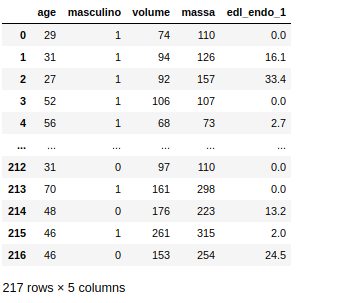 age masculino volume massa edl_endo_1
0 29 1 74 110 0.0
1 31 1 94 126 16.1
2 27 1 92 157 33.4
3 52 1 106 107 0.0
4 56 1 68 73 2.7
... ... ... ... ... ...
212 31 0 97 110 0.0
213 70 1 161 298 0.0
214 48 0 176 223 13.2
215 46 1 261 315 2.0
216 46 0 153 254 24.5
217 rows × 5 columns